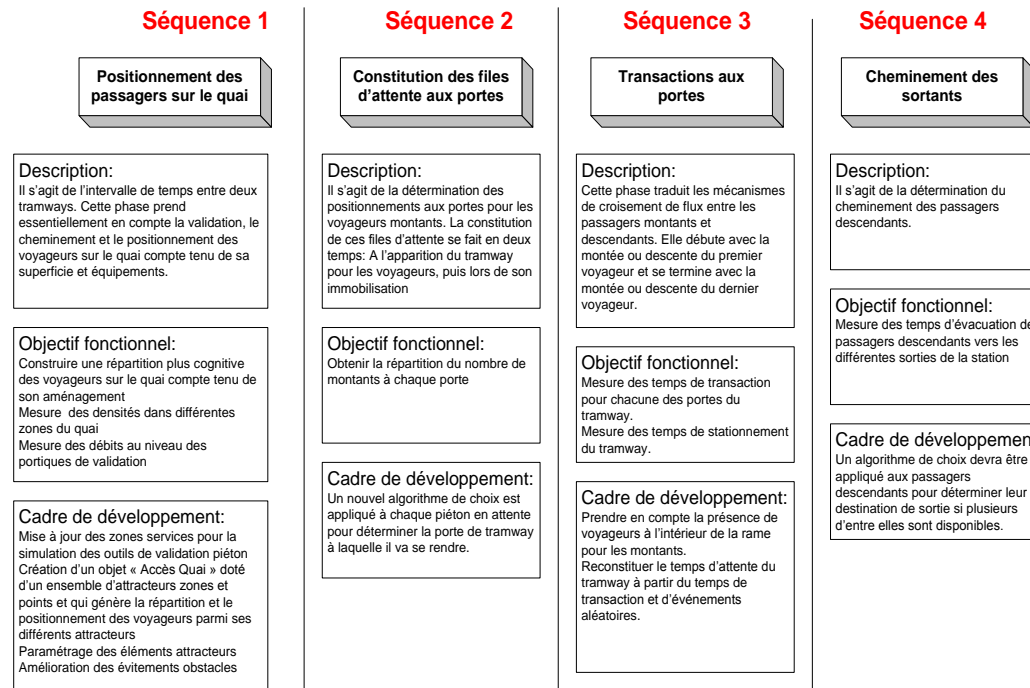 Séquence 1
Positionnement des
passagers sur le quai
Description:
Il s'agit de l'intervalle de temps entre deux
tramways. Cette phase prend
essentiellement en compte la validation, le
cheminement et le positionnement des
voyageurs sur le quai compte tenu de sa
superficie et équipements.
Objectif fonctionnel:
Construire une répartition plus cognitive
des voyageurs sur le quai compte tenu de
son aménagement
Mesure des densités dans différentes
zones du quai
Mesure des débits au niveau des
portiques de validation
Cadre de développement:
Mise à jour des zones services pour la
simulation des outils de validation piéton
Création d'un objet « Accès Quai » doté
d'un ensemble d'attracteurs zones et
points et qui génère la répartition et le
positionnement des voyageurs parmi ses
différents attracteurs
Paramétrage des éléments attracteurs
Amélioration des évitements obstacles
Séquence 2
Constitution des files
d'attente aux portes
Description:
Il s'agit de la détermination des
positionnements aux portes pour les
voyageurs montants. La constitution
de ces files d'attente se fait en deux
temps: A l'apparition du tramway
pour les voyageurs, puis lors de son
immobilisation
Objectif fonctionnel:
Obtenir la répartition du nombre de
montants à chaque porte
Cadre de développement:
Un nouvel algorithme de choix est
appliqué à chaque piéton en attente
pour déterminer la porte de tramway
à laquelle il va se rendre.
Séquence 3
Transactions aux
portes
Description:
Cette phase traduit les mécanismes
de croisement de flux entre les
passagers montants et
descendants. Elle débute avec la
montée ou descente du premier
voyageur et se termine avec la
montée ou descente du dernier
voyageur.
Objectif fonctionnel:
Mesure des temps de transaction
pour chacune des portes du
tramway.
Mesure des temps de stationnement
du tramway.
Cadre de développement:
Prendre en compte la présence de
voyageurs à l'intérieur de la rame
pour les montants.
Reconstituer le temps d'attente du
tramway à partir du temps de
transaction et d'événements
aléatoires.
Séquence 4
Cheminement des
sortants
Description:
Il s'agit de la détermination du
cheminement des passagers
descendants.
Objectif fonctionnel:
Mesure des temps d'évacuation de
passagers descendants vers les
différentes sorties de la station
Cadre de développemen
Un algorithme de choix devra être
appliqué aux passagers
descendants pour déterminer leur
destination de sortie si plusieurs
d'entre elles sont disponibles.